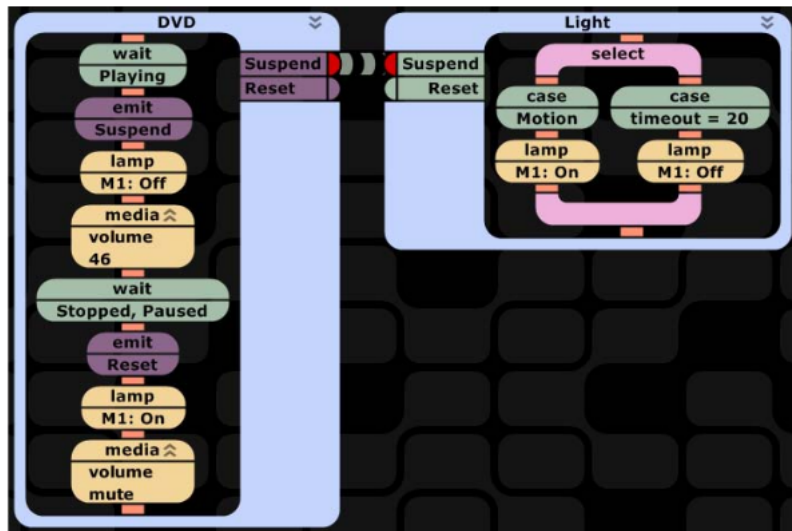 DVD
wait
Playing
emit
Suspend
lamp
M1: Off
media
volume
46
wait
Stopped, Paused
emit
Reset
lamp
M1: On
media
volume
mute
Suspend
Reset
Light
Suspend
Reset
select
case
Motion
lamp
M1: On
case
timeout = 20
lamp
M1: Off